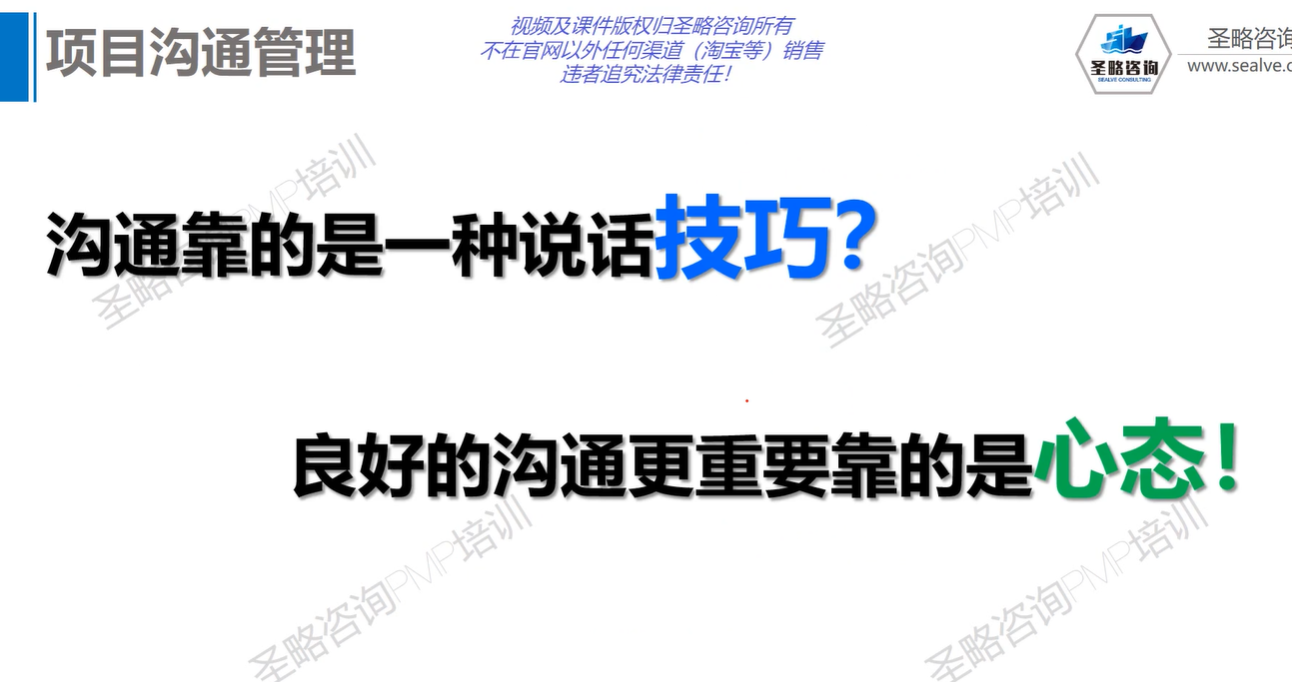 项目沟通管理
视频及课件版权归圣略咨询所有
不在官网以外任何渠道（淘宝等）销售
违者追究法律责任！
圣略咨询
SEALVE CONSULTING
圣略咨询
www.sealve.c
沟通靠的是一种说话技巧？
良好的沟通更重要靠的是心态！
圣略咨询PMP培训
圣略咨询PMP培训
圣略咨询PMP培训
圣略咨询PMP培训